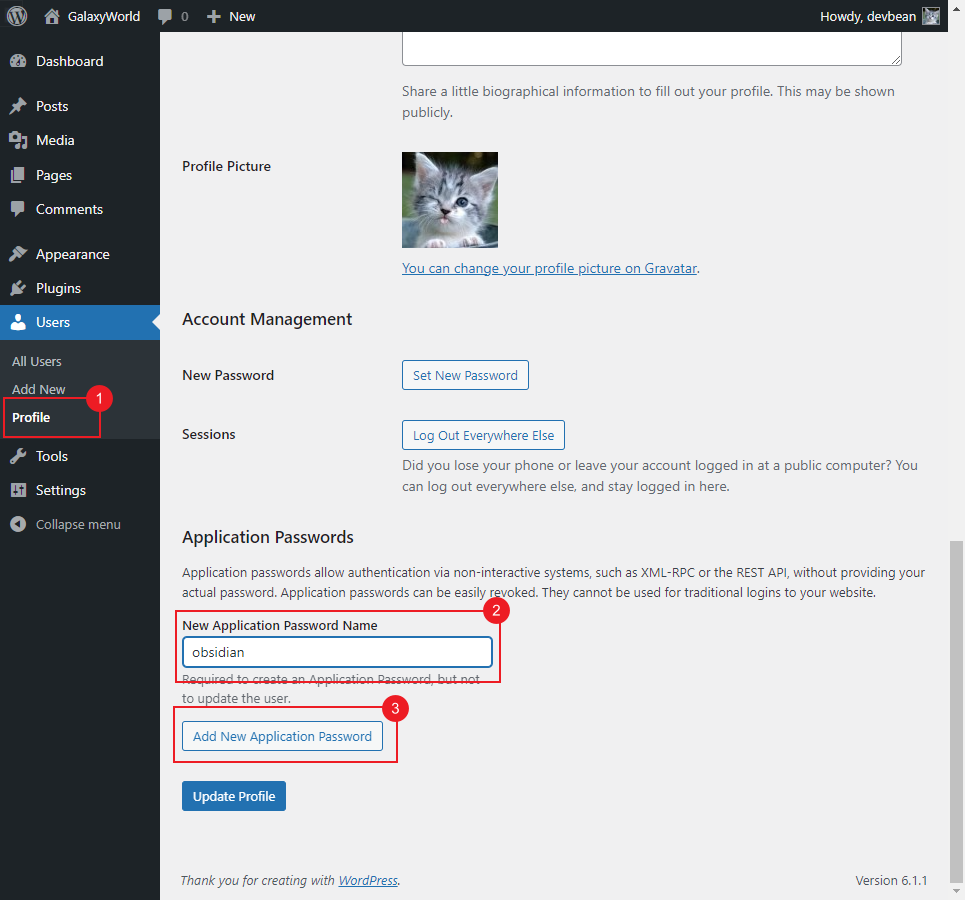 GalaxyWorld
0
New
Howdy, devbean
Dashboard
Posts
Media
Pages
Comments
Appearance
Plugins
Users
All Users
Add New
1
Profile
Tools
Settings
Collapse menu
Share a little biographical information to fill out your profile. This may be shown
publicly.
Profile Picture
You can change your profile picture on Gravatar.
Account Management
New Password
Set New Password
Sessions
Log Out Everywhere Else
Did you lose your phone or leave your account logged in at a public computer? You
can log out everywhere else, and stay logged in here.
Application Passwords
Application passwords allow authentication via non-interactive systems, such as XML-RPC or the REST API, without providing your
actual password. Application passwords can be easily revoked. They cannot be used for traditional logins to your website.
2
New Application Password Name
obsidian
Required to create an Application Password, but not
to update the user.
3
Add New Application Password
Update Profile
Thank you for creating with WordPress.
Version 6.1.1